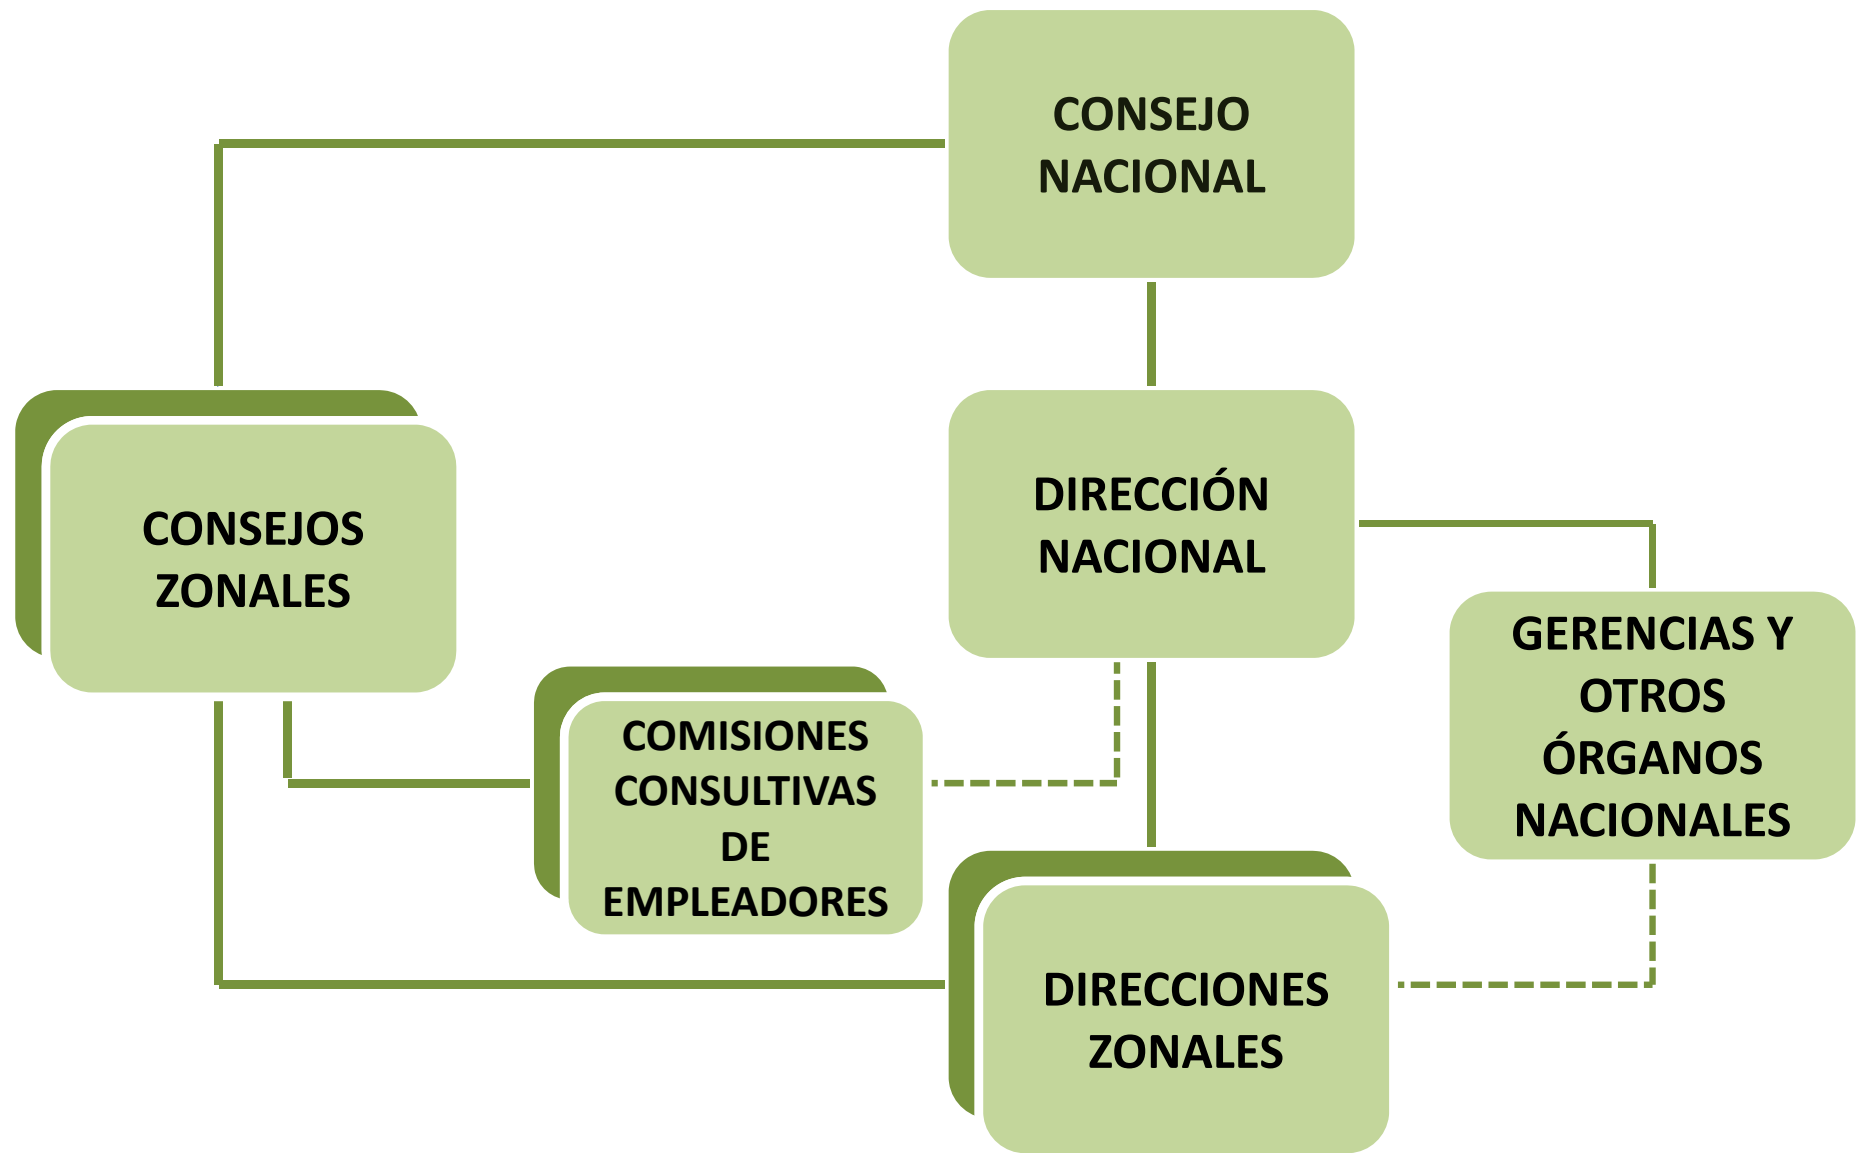 CONSEJO
NACIONAL
DIRECCIÓN
NACIONAL
CONSEJOS
ZONALES
GERENCIAS Y
OTROS
ÓRGANOS
NACIONALES
COMISIONES
CONSULTIVAS
DE
EMPLEADORES
DIRECCIONES
ZONALES